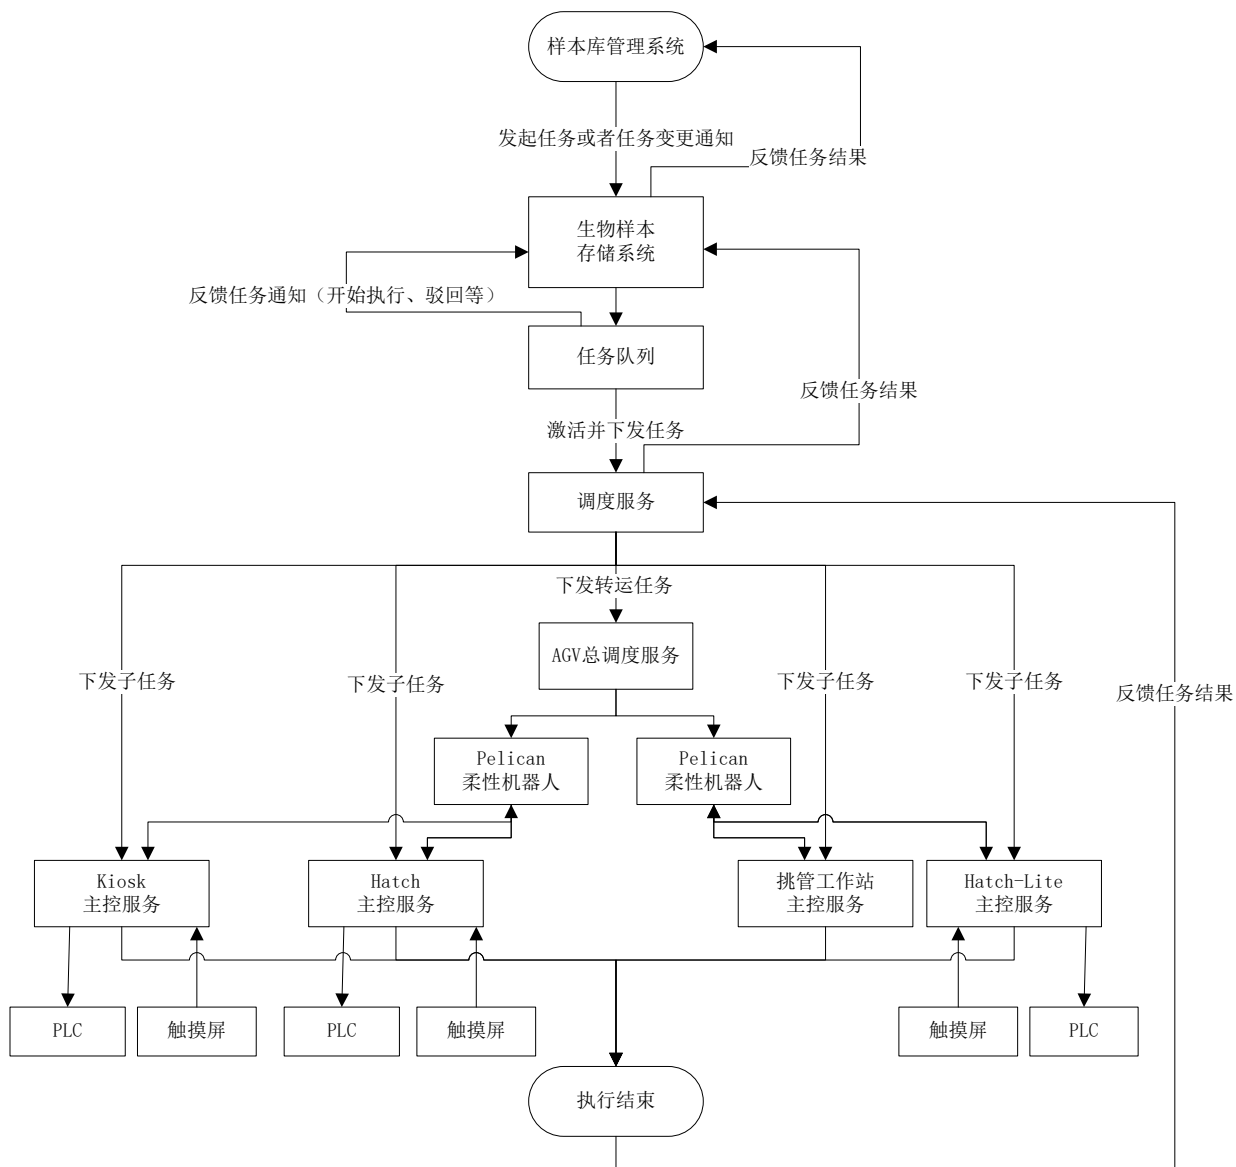 样本库管理系统
发起任务或者任务变更通知
反馈任务结果
生物样本
存储系统
反馈任务通知（开始执行、驳回等）
任务队列
反馈任务结果
激活并下发任务
调度服务
下发转运任务
AGV总调度服务
下发子任务
下发子任务
下发子任务
下发子任务
反馈任务结果
Pelican
柔性机器人
Pelican
柔性机器人
Kiosk
主控服务
Hatch
主控服务
挑管工作站
主控服务
Hatch-Lite
主控服务
PLC
触摸屏
PLC
触摸屏
触摸屏
PLC
执行结束